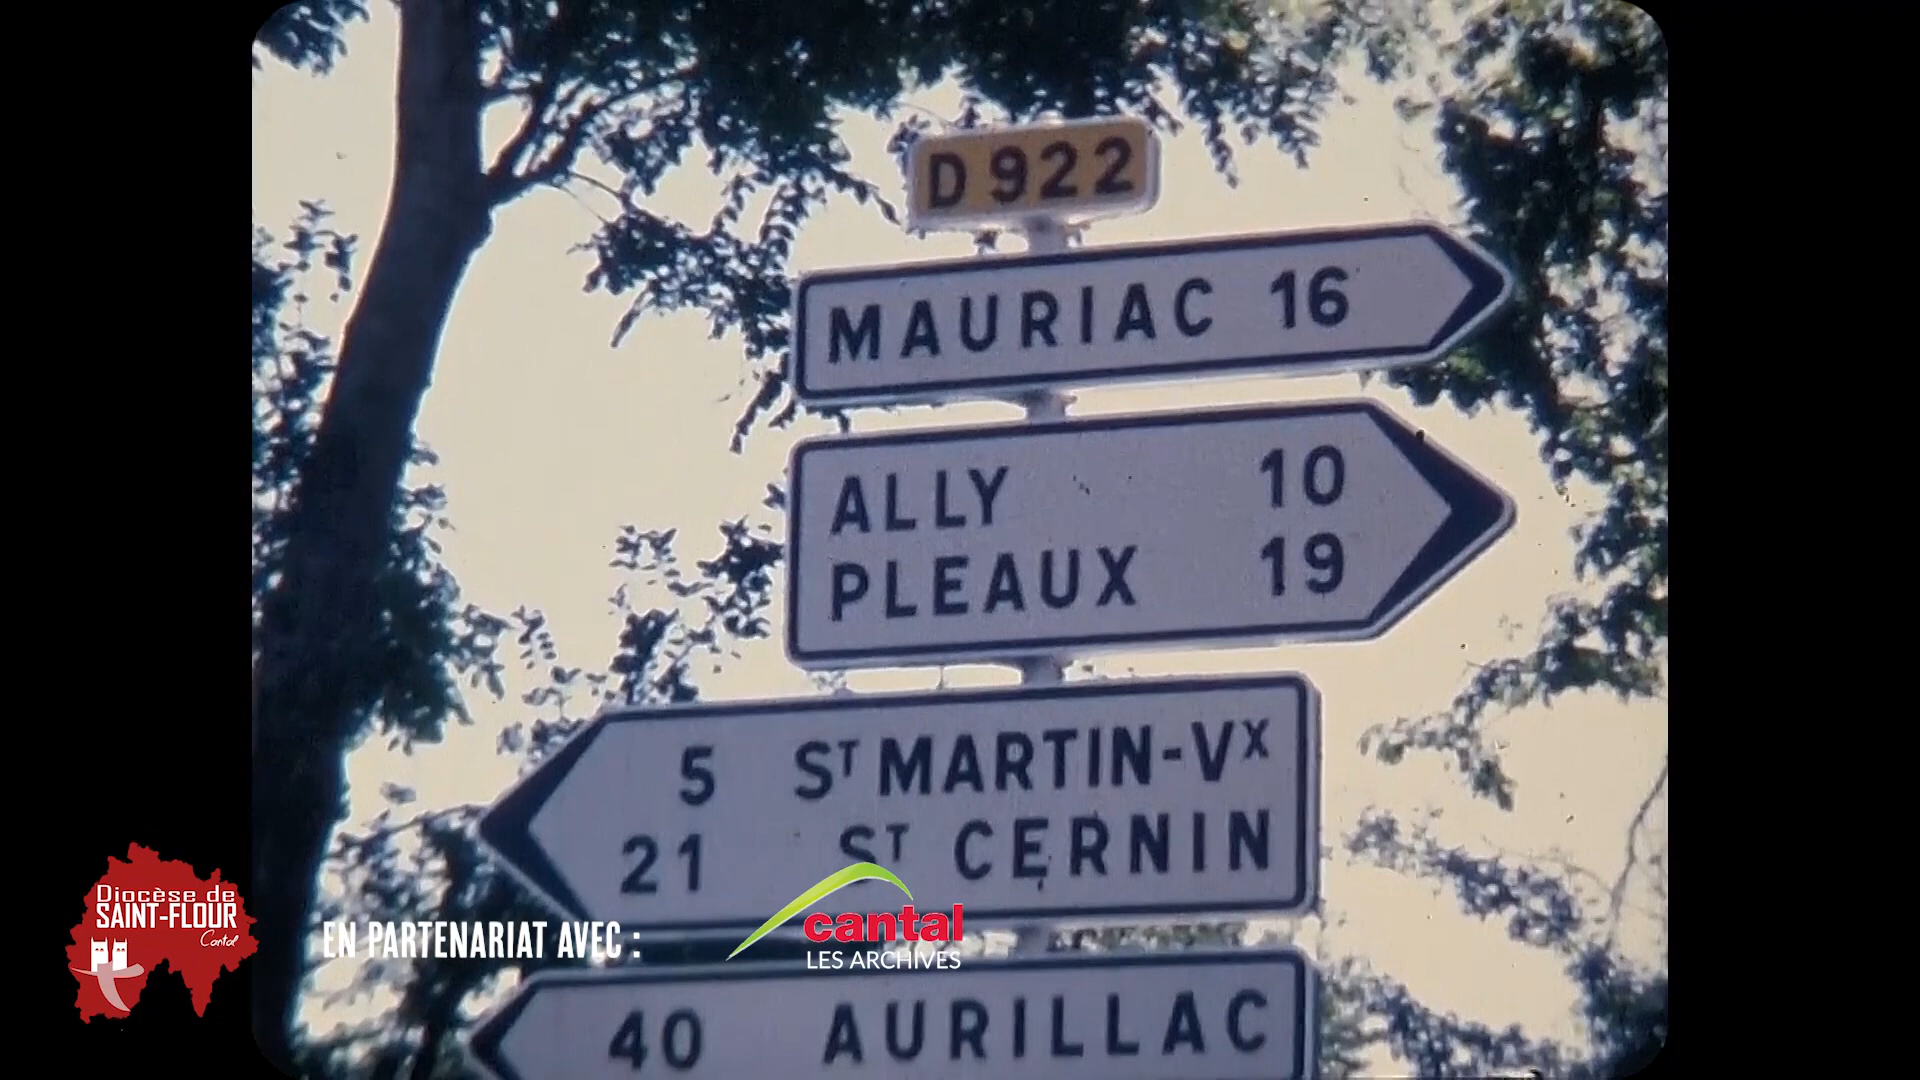 D 922
MAURIAC 16
ALLY 10
PLEAUX 19
5 ST MARTIN-VX
21 ST CERNIN
40 AURILLAC
Diocèse de
SAINT-FLOUR
Cantal
EN PARTENARIAT AVEC :
cantal
LES ARCHIVES